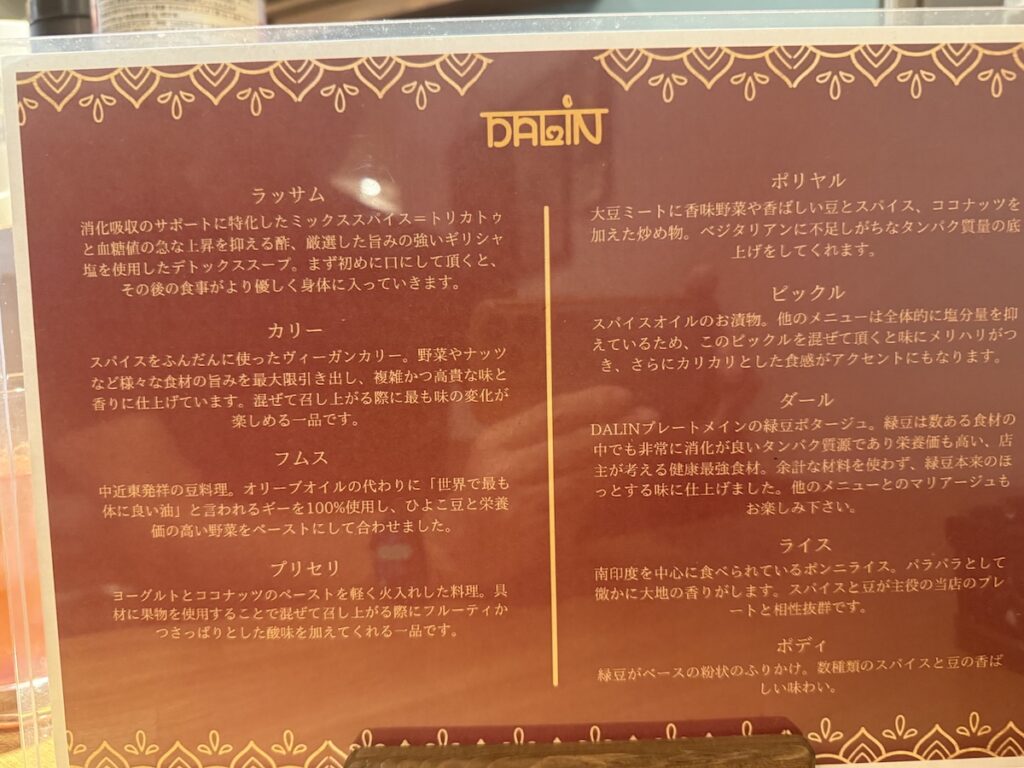 DALIN
ラッサム
消化吸収のサポートに特化したミックススパイス＝トリカトゥ
と血糖値の急な上昇を抑える酢、厳選した旨みの強いギリシャ
塩を使用したデトックススープ。まず初めに口にして頂くと、
その後の食事がより優しく身体に入っていきます。
カリー
スパイスをふんだんに使ったヴィーガンカリー。野菜やナッツ
など様々な食材の旨みを最大限引き出し、複雑かつ高貴な味と
香りに仕上げています。混ぜて召し上がる際に最も味の変化が
楽しめる一品です。
フムス
中近東発祥の豆料理。オリーブオイルの代わりに「世界で最も
体に良い油」と言われるギーを100%使用し、ひよこ豆と栄養
価の高い野菜をペーストにして合わせました。
プリセリ
ヨーグルトとココナッツのペーストを軽く火入れした料理。具
材に果物を使用することで混ぜて召し上がる際にフルーティか
つさっぱりとした酸味を加えてくれる一品です。
ポリヤル
大豆ミートに香味野菜や香ばしい豆とスパイス、ココナッツを
加えた炒め物。ベジタリアンに不足しがちなタンパク質量の底
上げをしてくれます。
ピックル
スパイスオイルのお漬物。他のメニューは全体的に塩分量を抑
えているため、このピックルを混ぜて頂くと味にメリハリがつ
き、さらにカリカリとした食感がアクセントにもなります。
ダール
DALINプレートメインの緑豆ポタージュ。緑豆は数ある食材の
中でも非常に消化が良いタンパク質源であり栄養価も高い、店
主が考える健康最強食材。余計な材料を使わず、緑豆本来のほ
っとする味に仕上げました。他のメニューとのマリアージュも
お楽しみ下さい。
ライス
南印度を中心に食べられているポンニライス。パラパラとして
微かに大地の香りがします。スパイスと豆が主役の当店のプレ
ートと相性抜群です。
ポディ
緑豆がベースの粉状のふりかけ。数種類のスパイスと豆の香ば
しい味わい。